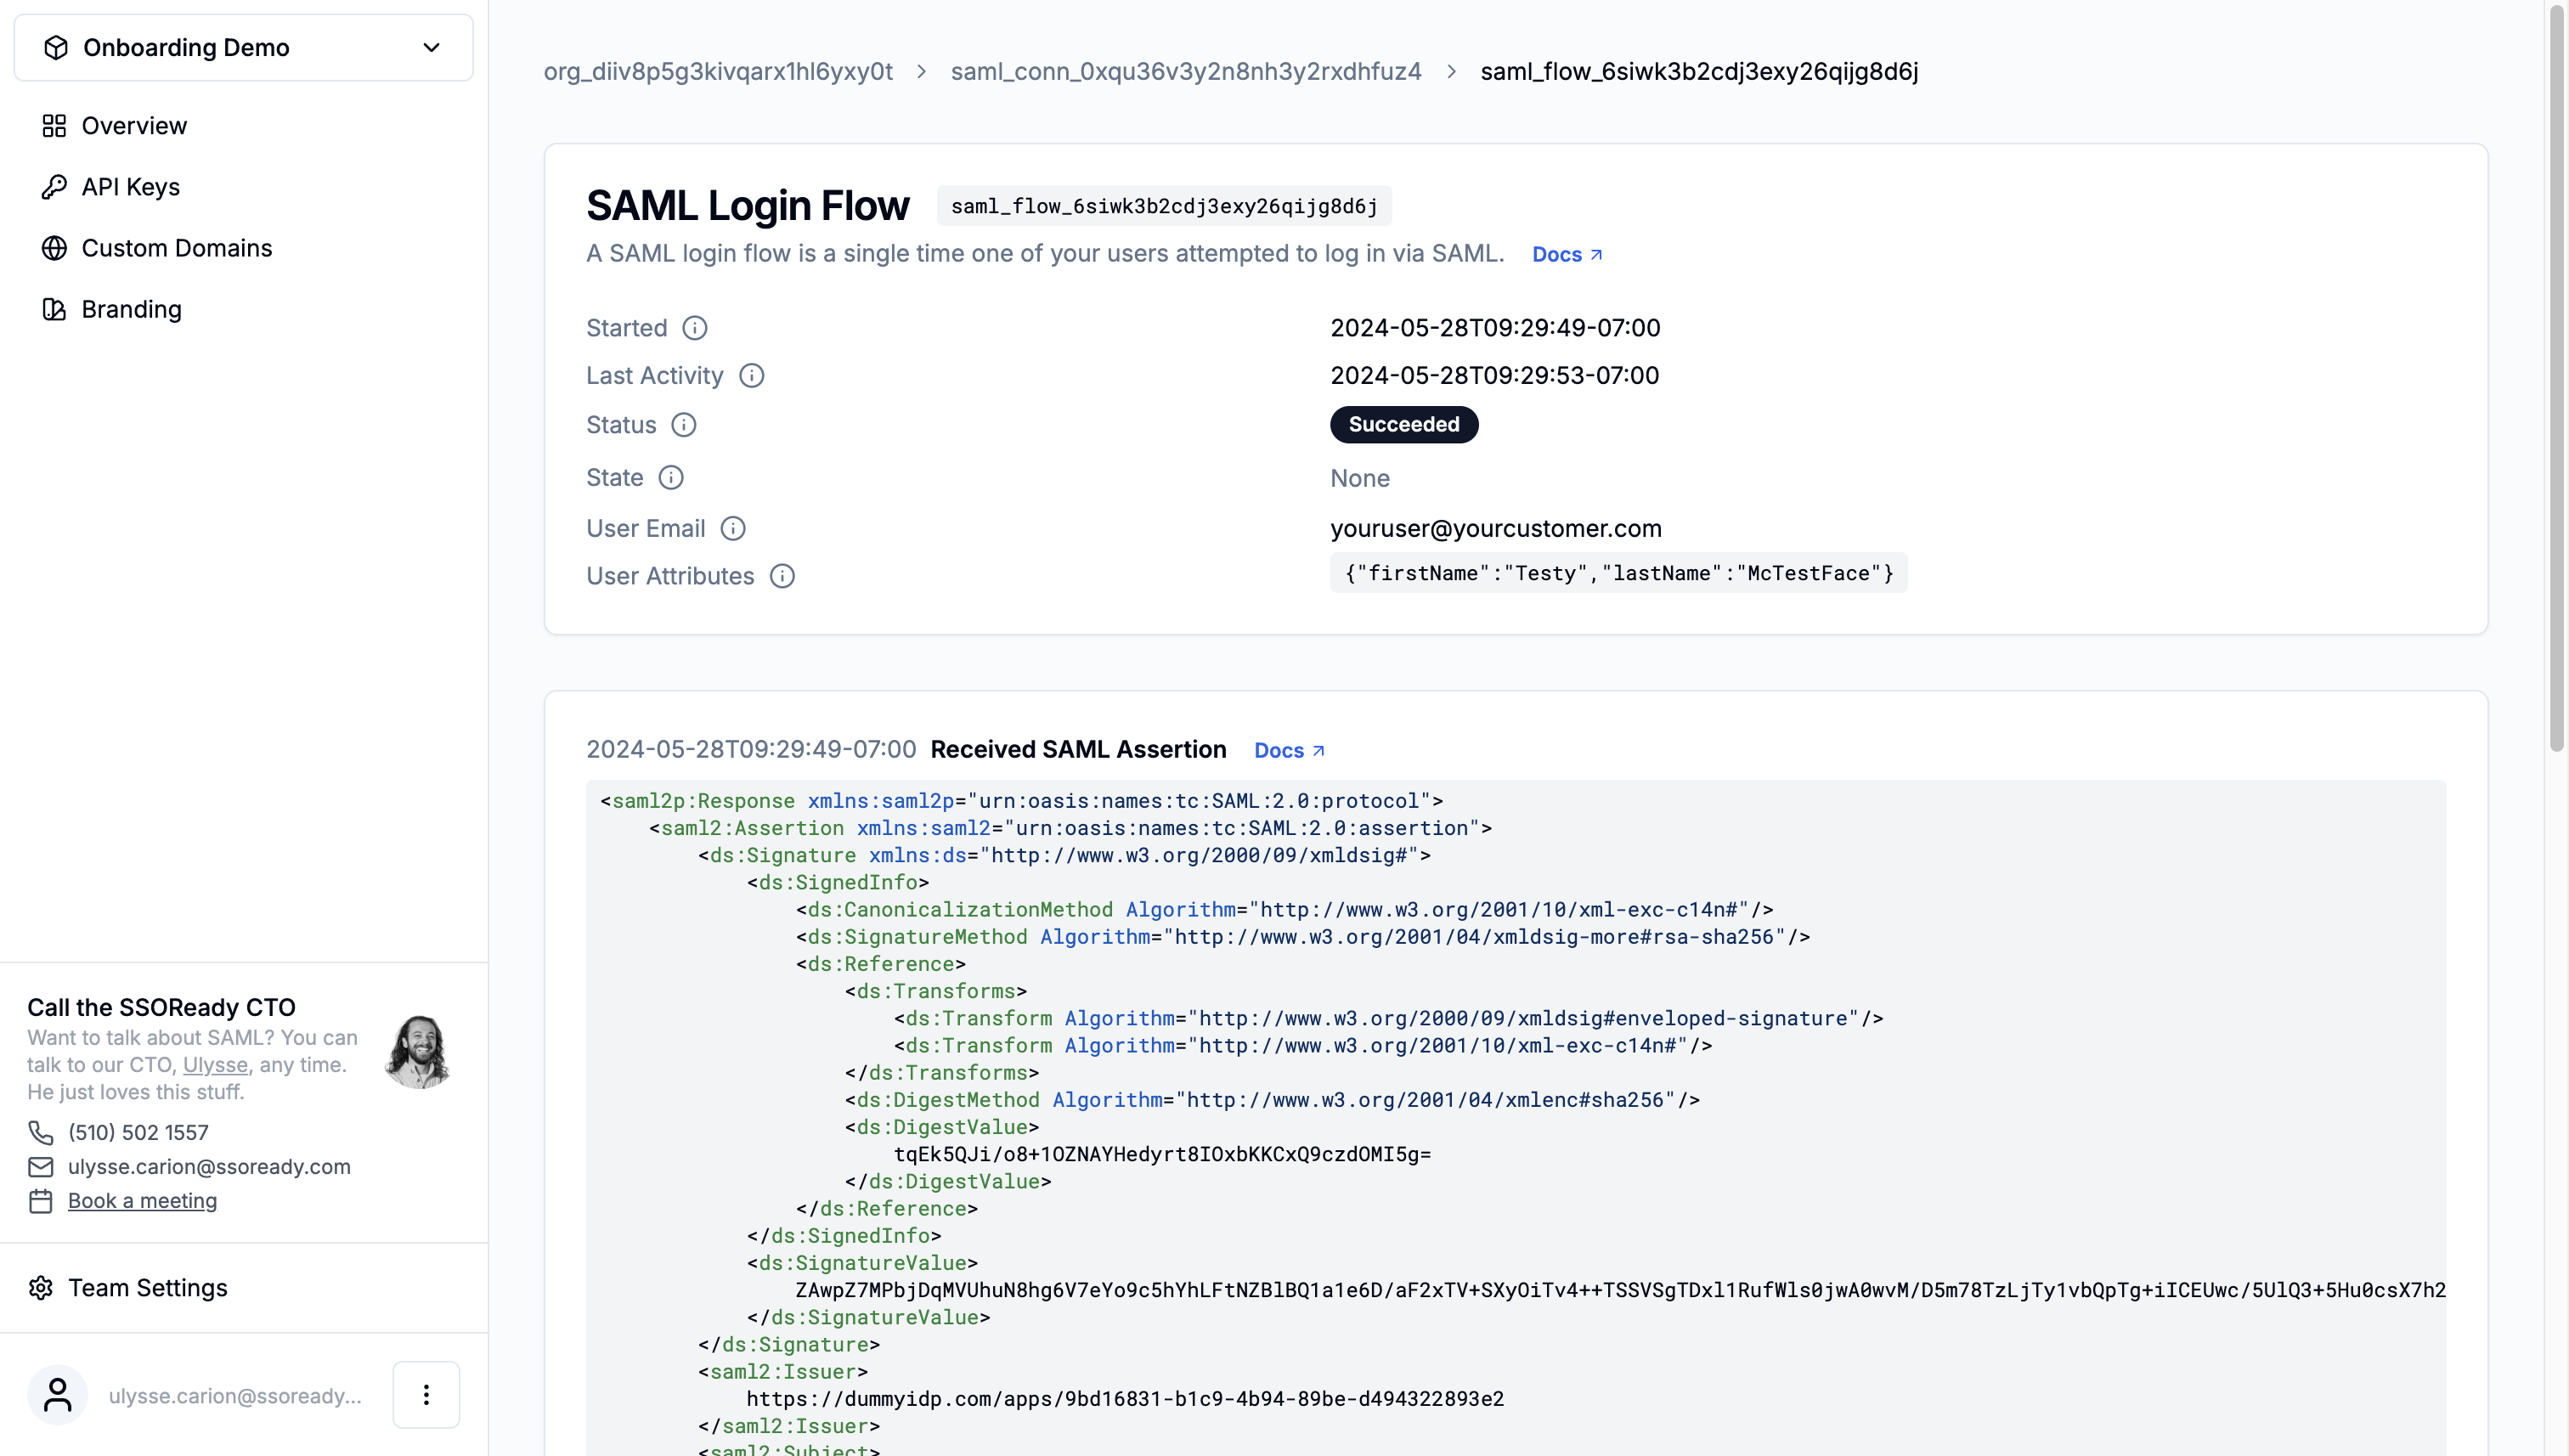 Onboarding Demo
Overview
API Keys
Custom Domains
Branding
Call the SSOReady CTO
Want to talk about SAML? You can
talk to our CTO, Ulysse, any time.
He just loves this stuff.
(510) 502 1557
ulysse.carion@ssoready.com
Book a meeting
Team Settings
ulysse.carion@ssoready...
org_diiv8p5g3kivqarx1hl6yxy0t > saml_conn_0xqu36v3y2n8nh3y2rxdhfuz4 > saml_flow_6siwk3b2cdj3exy26qijg8d6j
SAML Login Flow saml_flow_6siwk3b2cdj3exy26qijg8d6j
A SAML login flow is a single time one of your users attempted to log in via SAML. Docs
Started 2024-05-28T09:29:49-07:00
Last Activity 2024-05-28T09:29:53-07:00
Status Succeeded
State None
User Email youruser@yourcustomer.com
User Attributes {"firstName":"Testy","lastName":"McTestFace"}
2024-05-28T09:29:49-07:00 Received SAML Assertion Docs
<saml2p:Response xmlns:saml2p="urn:oasis:names:tc:SAML:2.0:protocol">
<saml2:Assertion xmlns:saml2="urn:oasis:names:tc:SAML:2.0:assertion">
<ds:Signature xmlns:ds="http://www.w3.org/2000/09/xmldsig#">
<ds:SignedInfo>
<ds:CanonicalizationMethod Algorithm="http://www.w3.org/2001/10/xml-exc-c14n#"/>
<ds:SignatureMethod Algorithm="http://www.w3.org/2001/04/xmldsig-more#rsa-sha256"/>
<ds:Reference>
<ds:Transforms>
<ds:Transform Algorithm="http://www.w3.org/2000/09/xmldsig#enveloped-signature"/>
<ds:Transform Algorithm="http://www.w3.org/2001/10/xml-exc-c14n#"/>
</ds:Transforms>
<ds:DigestMethod Algorithm="http://www.w3.org/2001/04/xmlenc#sha256"/>
<ds:DigestValue>
tqEk5QJi/o8+1OZNAYHedyrt8IOxbKKCxQ9czdOMI5g=
</ds:DigestValue>
</ds:Reference>
</ds:SignedInfo>
<ds:SignatureValue>
ZAwpZ7MPbjDqMVUhuN8hg6V7eYo9c5hYhLFtNZBlBQ1a1e6D/aF2xTV+SXyOiTv4++TSSVSgTDxl1RufWls0jwA0wvM/D5m78TzLjTy1vbQpTg+iICEUwc/5UlQ3+5Hu0csX7h2
</ds:SignatureValue>
</ds:Signature>
<saml2:Issuer>
https://dummyidp.com/apps/9bd16831-b1c9-4b94-89be-d494322893e2
</saml2:Issuer>
<saml2:Subject>